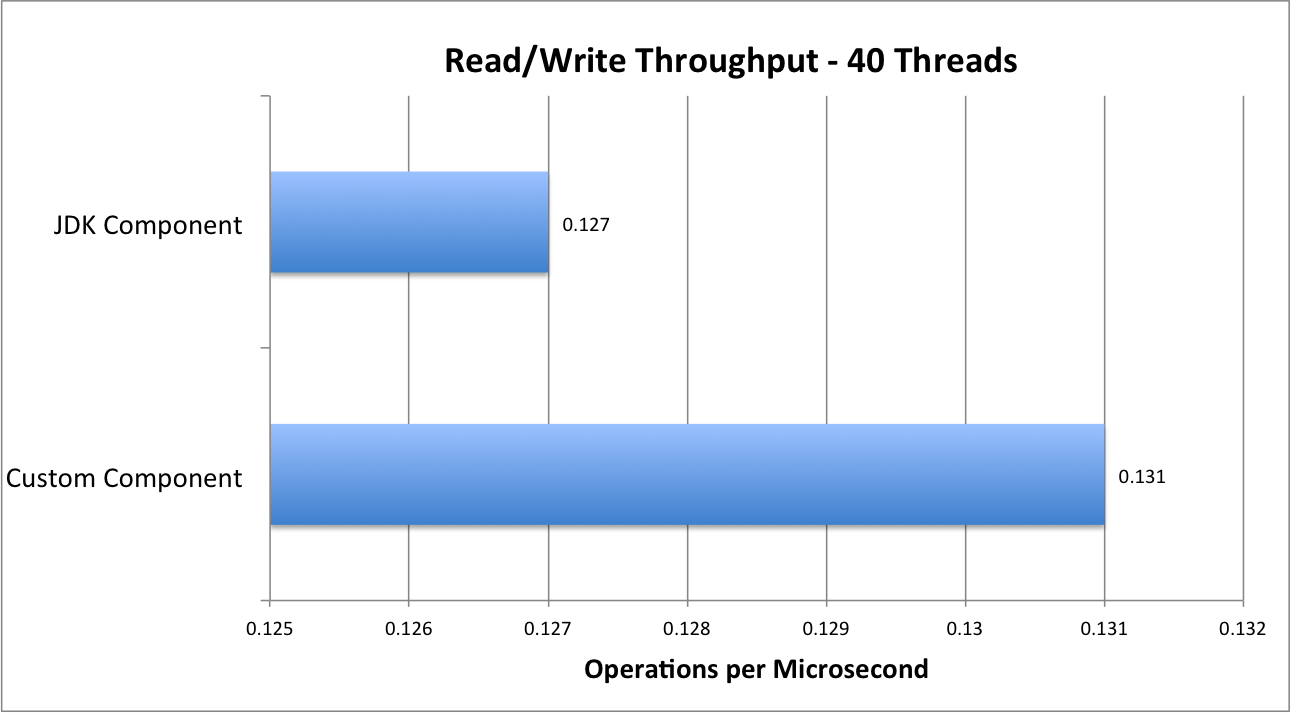 Read/Write Throughput - 40 Threads
JDK Component
0.127
Custom Component
0.131
0.125 0.126 0.127 0.128 0.129 0.13 0.131 0.132
Operations per Microsecond